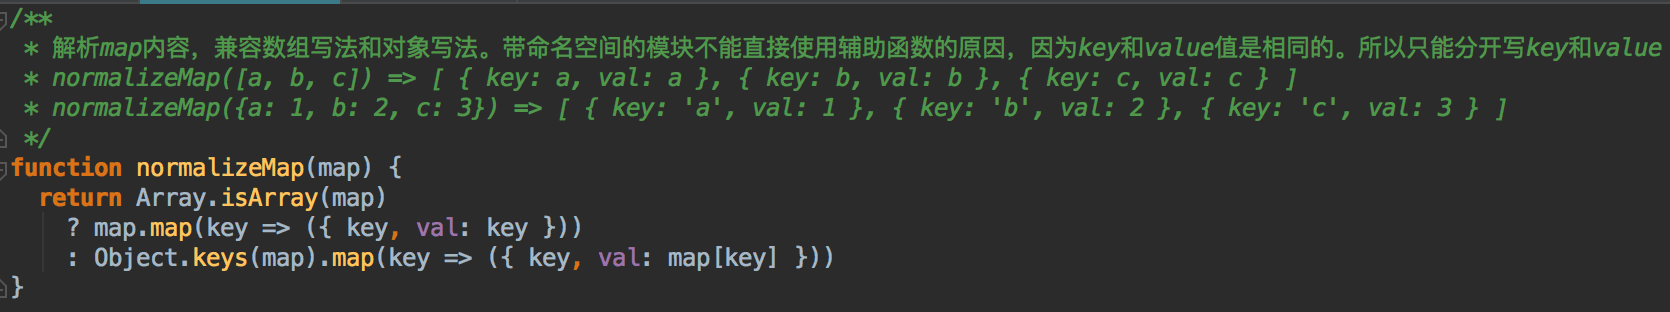 /**
 * 解析map内容，兼容数组写法和对象写法。带命名空间的模块不能直接使用辅助函数的原因，因为key和value值是相同的。所以只能分开写key和value
 * normalizeMap([a, b, c]) => [ { key: a, val: a }, { key: b, val: b }, { key: c, val: c } ]
 * normalizeMap({a: 1, b: 2, c: 3}) => [ { key: 'a', val: 1 }, { key: 'b', val: 2 }, { key: 'c', val: 3 } ]
 */
function normalizeMap(map) {
  return Array.isArray(map)
    ? map.map(key => ({ key, val: key }))
    : Object.keys(map).map(key => ({ key, val: map[key] }))
}